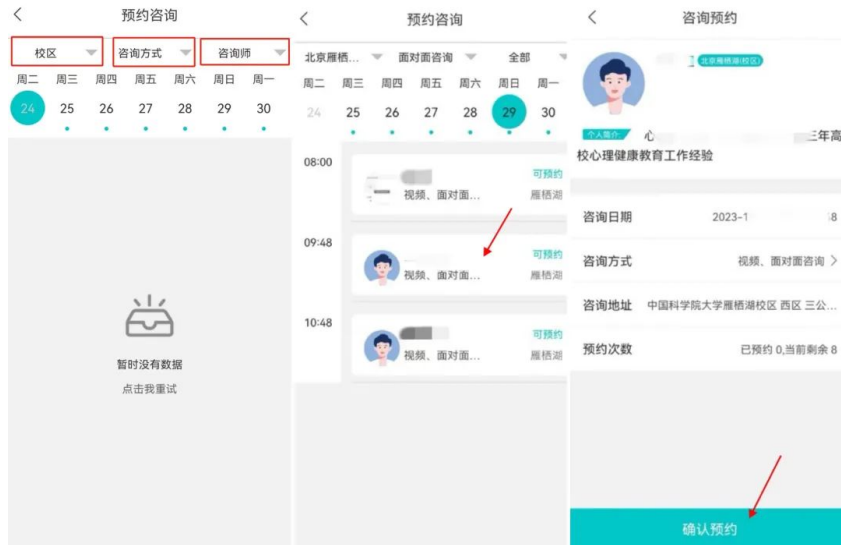 预约咨询
校区
咨询方式
咨询师
周二 周三 周四 周五 周六 周日 周一
24 25 26 27 28 29 30
暂时没有数据
点击我重试
预约咨询
北京雁栖...
面对面咨询
全部
周二 周三 周四 周五 周六 周日 周一
24 25 26 27 28 29 30
08:00
可预约
视频、面对面...
雁栖湖
09:48
可预约
视频、面对面...
雁栖湖
10:48
可预约
视频、面对面...
雁栖湖
咨询预约
北京雁栖湖(校区)
个人简介 心 三年高
校心理健康教育工作经验
咨询日期 2023-1 8
咨询方式 视频、面对面咨询
咨询地址 中国科学院大学雁栖湖校区 西区 三公...
预约次数 已预约 0,当前剩余 8
确认预约